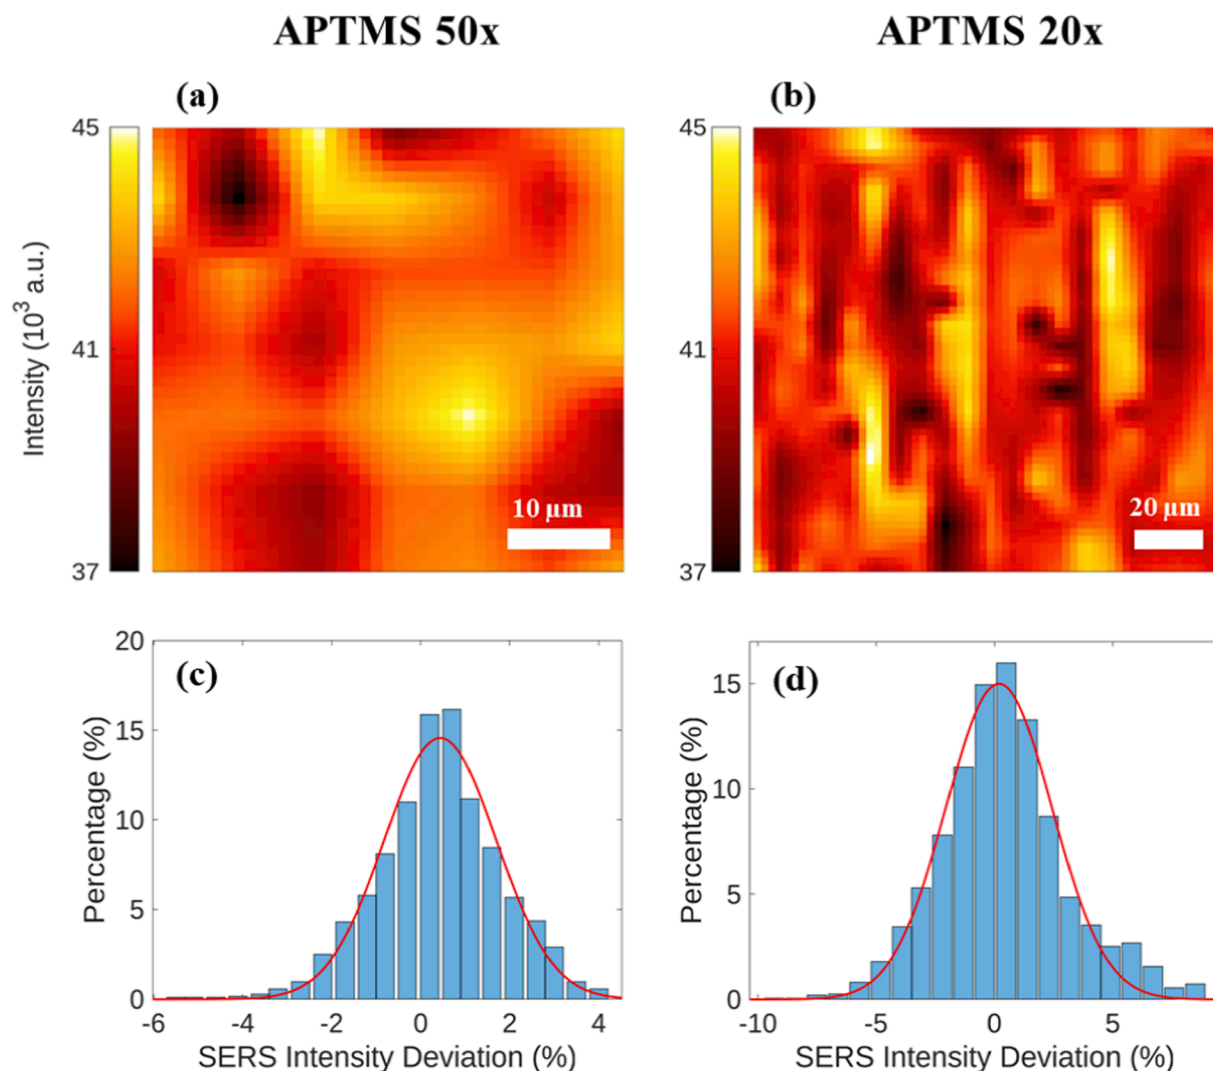 APTMS 50x
APTMS 20x
(a)
(b)
45
41
37
Intensity (10³ a.u.)
10 µm
45
41
37
20 µm
(c)
20
15
10
5
0
Percentage (%)
-6
-4
-2
0
2
4
SERS Intensity Deviation (%)
(d)
15
10
5
0
Percentage (%)
-10
-5
0
5
SERS Intensity Deviation (%)